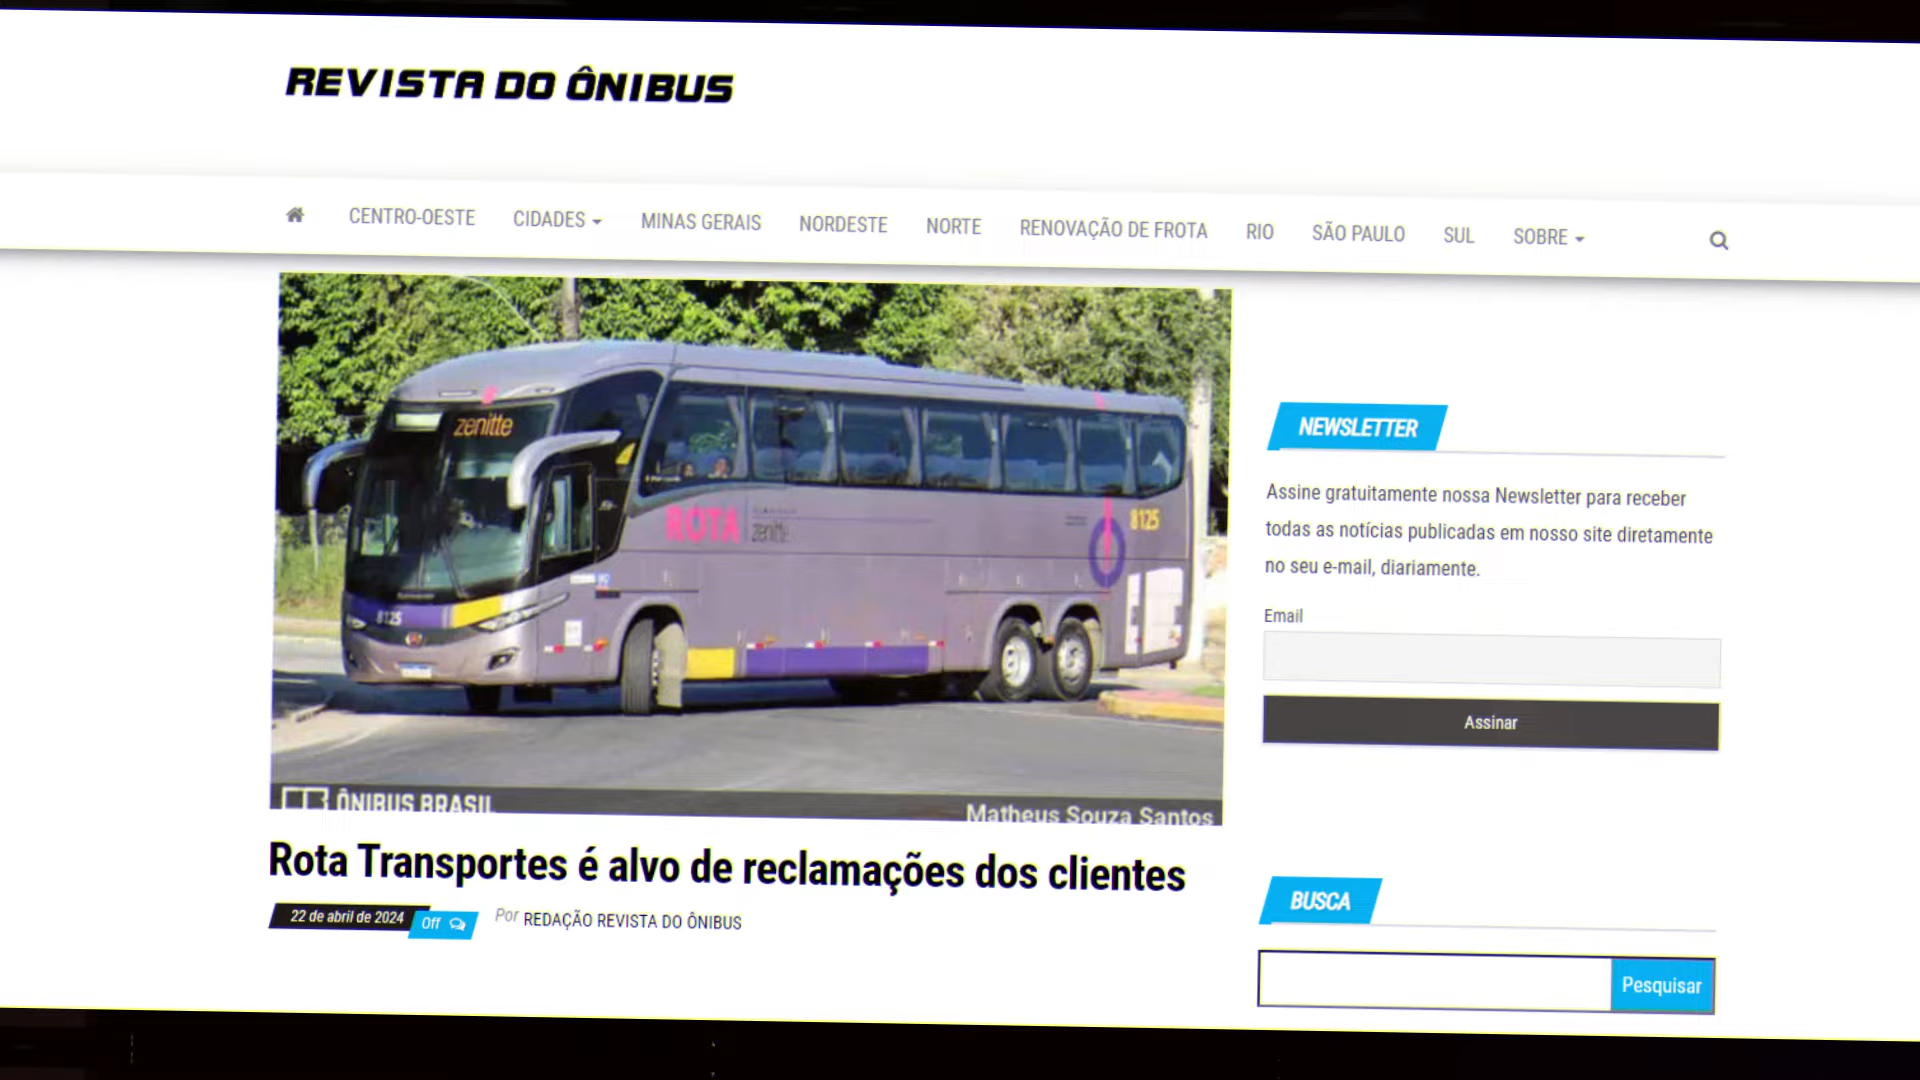 REVISTA DO ÔNIBUS
CENTRO-OESTE CIDADES MINAS GERAIS NORDESTE NORTE RENOVAÇÃO DE FROTA RIO SÃO PAULO SUL SOBRE
zenitte
ROTA
zenitte
8125
8125
ÔNIBUS BRASIL
Matheus Souza Santos
Rota Transportes é alvo de reclamações dos clientes
22 de abril de 2024
Off
Por REDAÇÃO REVISTA DO ÔNIBUS
NEWSLETTER
Assine gratuitamente nossa Newsletter para receber
todas as notícias publicadas em nosso site diretamente
no seu e-mail, diariamente.
Email
Assinar
BUSCA
Pesquisar